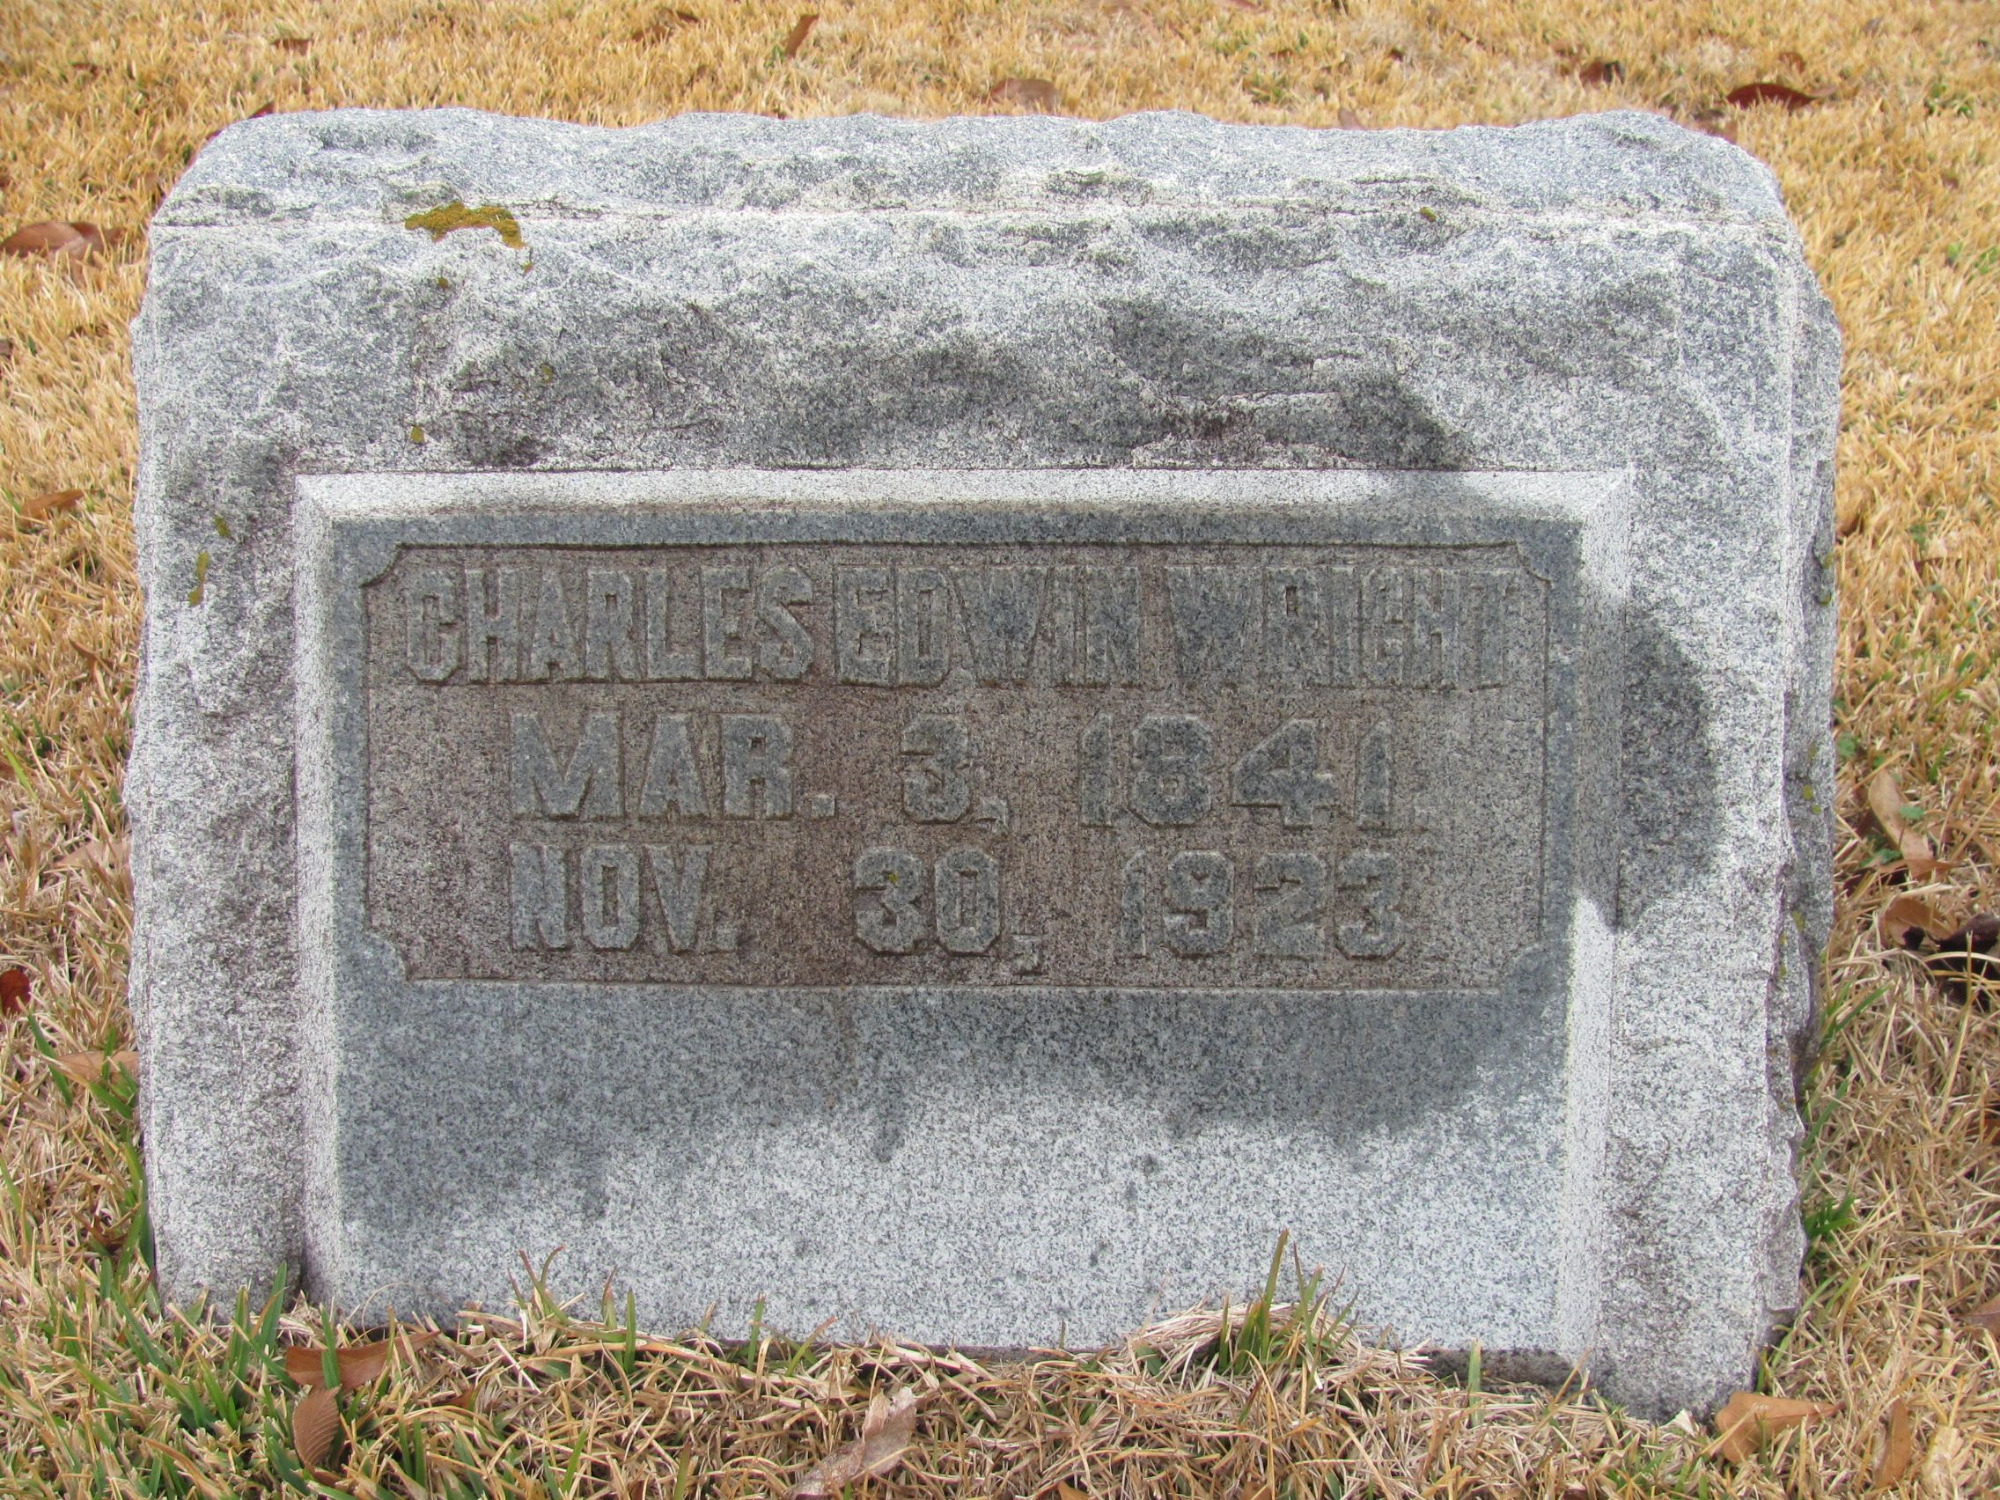 CHARLES EDWIN WRIGHT
MAR. 3, 1841.
NOV. 30, 1923.